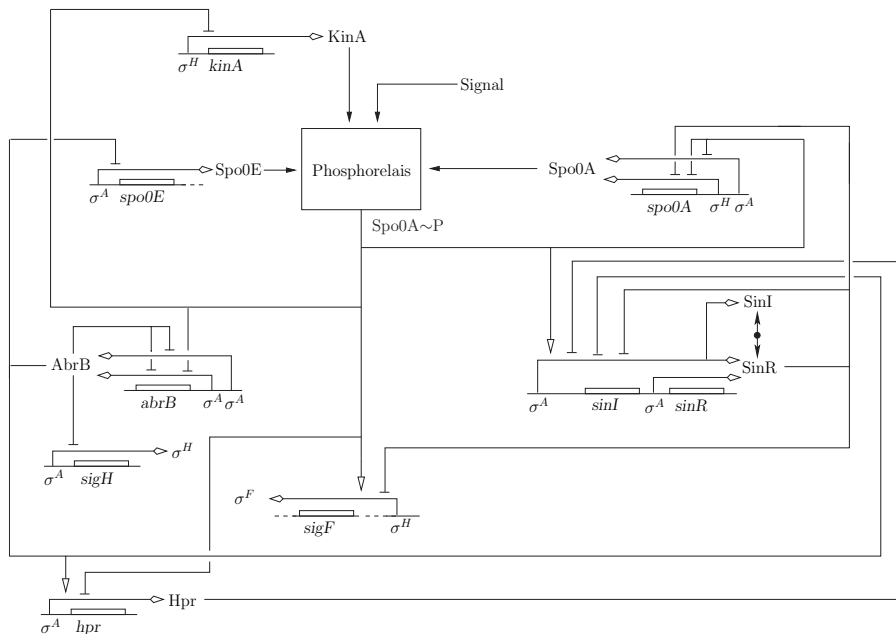 KinA
σ^H kinA
Signal
Spo0E
Phosphorelais
Spo0A
σ^A spo0E
spo0A σ^H σ^A
Spo0A~P
SinI
AbrB
SinR
abrB σ^A σ^A
σ^A sinI σ^A sinR
σ^H
σ^A sigH
σ^F
sigF σ^H
Hpr
σ^A hpr